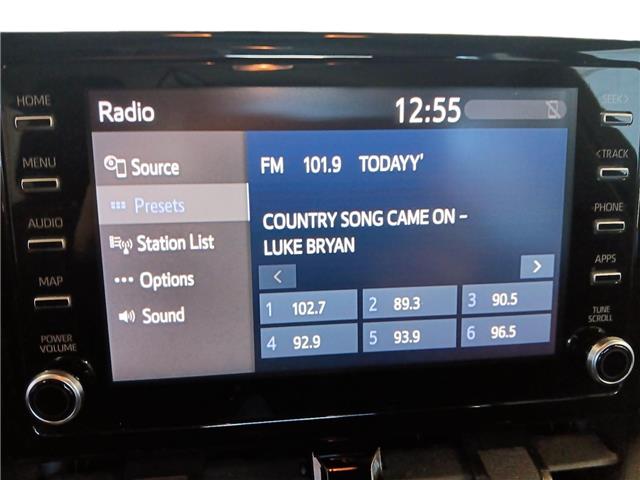 HOME
MENU
AUDIO
MAP
POWER
VOLUME
Radio
12:55
Source
Presets
Station List
Options
Sound
FM 101.9 TODAYY'
COUNTRY SONG CAME ON –
LUKE BRYAN
< >
1 102.7 2 89.3 3 90.5
4 92.9 5 93.9 6 96.5
SEEK>
<TRACK
PHONE
APPS
TUNE
SCROLL